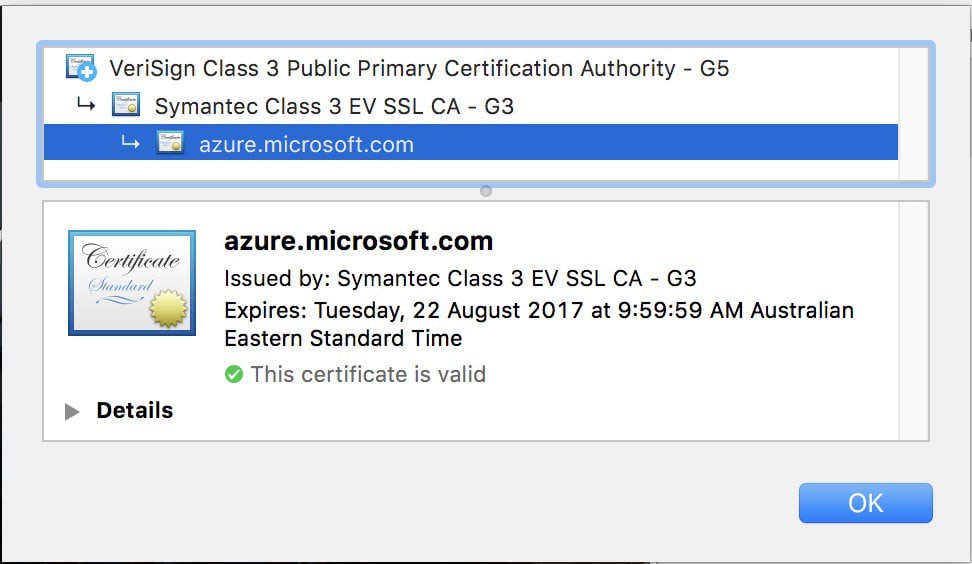 VeriSign Class 3 Public Primary Certification Authority - G5
Symantec Class 3 EV SSL CA - G3
azure.microsoft.com
Certificate
Standard
azure.microsoft.com
Issued by: Symantec Class 3 EV SSL CA - G3
Expires: Tuesday, 22 August 2017 at 9:59:59 AM Australian
Eastern Standard Time
This certificate is valid
Details
OK